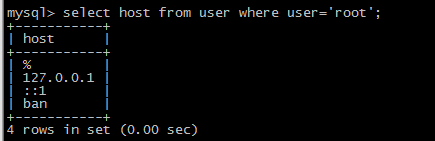 mysql> select host from user where user='root';
+-----------+
| host      |
+-----------+
| %         |
| 127.0.0.1 |
| ::1       |
| ban       |
+-----------+
4 rows in set (0.00 sec)